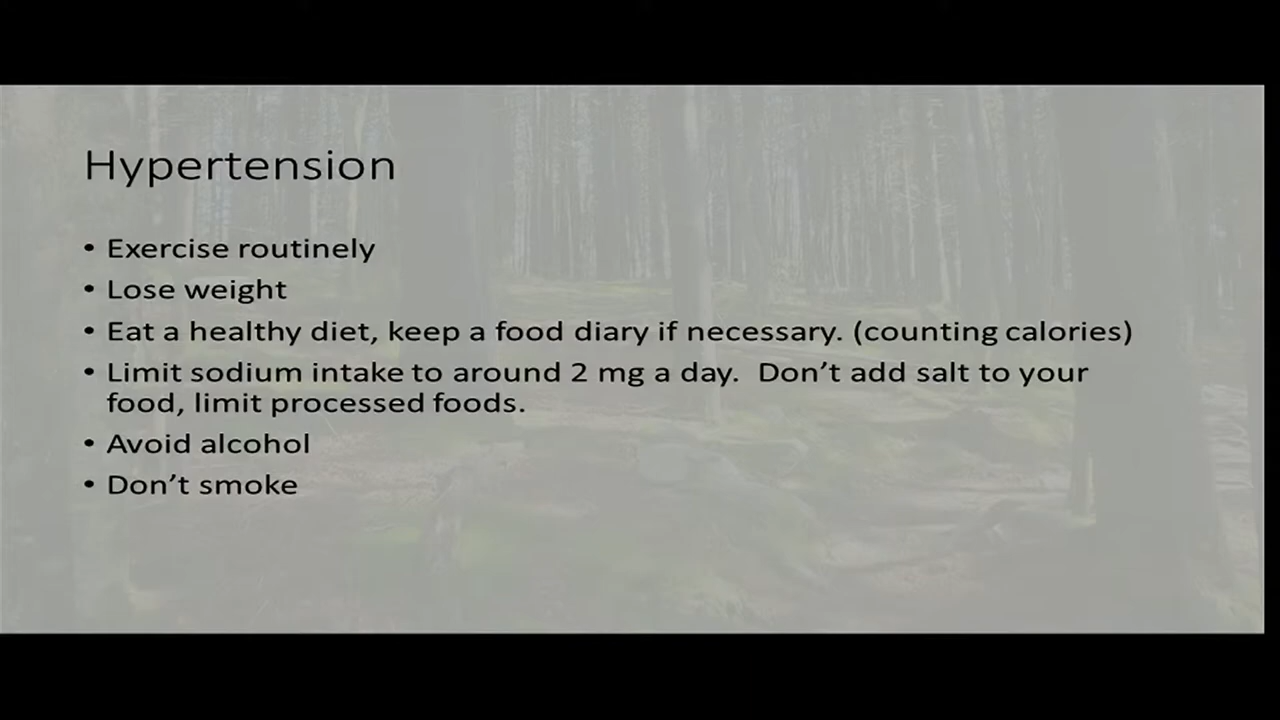 Hypertension
• Exercise routinely
• Lose weight
• Eat a healthy diet, keep a food diary if necessary. (counting calories)
• Limit sodium intake to around 2 mg a day.  Don’t add salt to your
food, limit processed foods.
• Avoid alcohol
• Don’t smoke